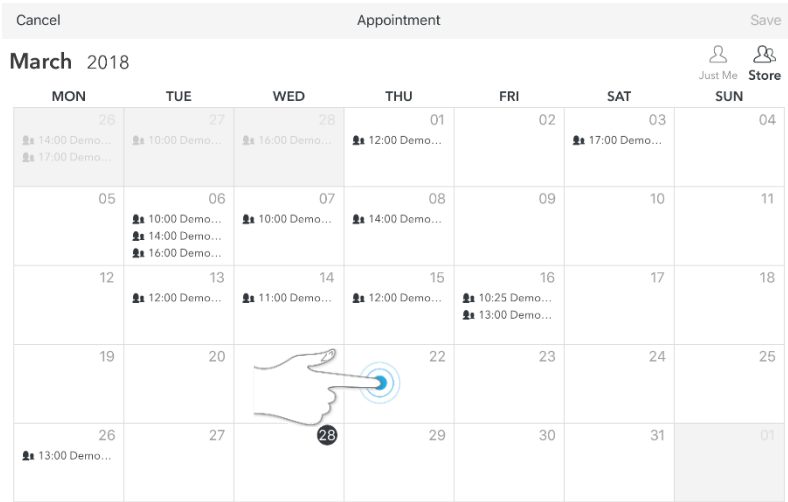 Cancel Appointment Save
March 2018
Just Me Store
MON TUE WED THU FRI SAT SUN
26 27 28 01 02 03 04
14:00 Demo... 10:00 Demo... 16:00 Demo... 12:00 Demo... 17:00 Demo...
17:00 Demo...
05 06 07 08 09 10 11
10:00 Demo... 10:00 Demo... 14:00 Demo...
14:00 Demo...
16:00 Demo...
12 13 14 15 16 17 18
12:00 Demo... 11:00 Demo... 12:00 Demo... 10:25 Demo...
13:00 Demo...
19 20 22 23 24 25
26 27 28 29 30 31 01
13:00 Demo...